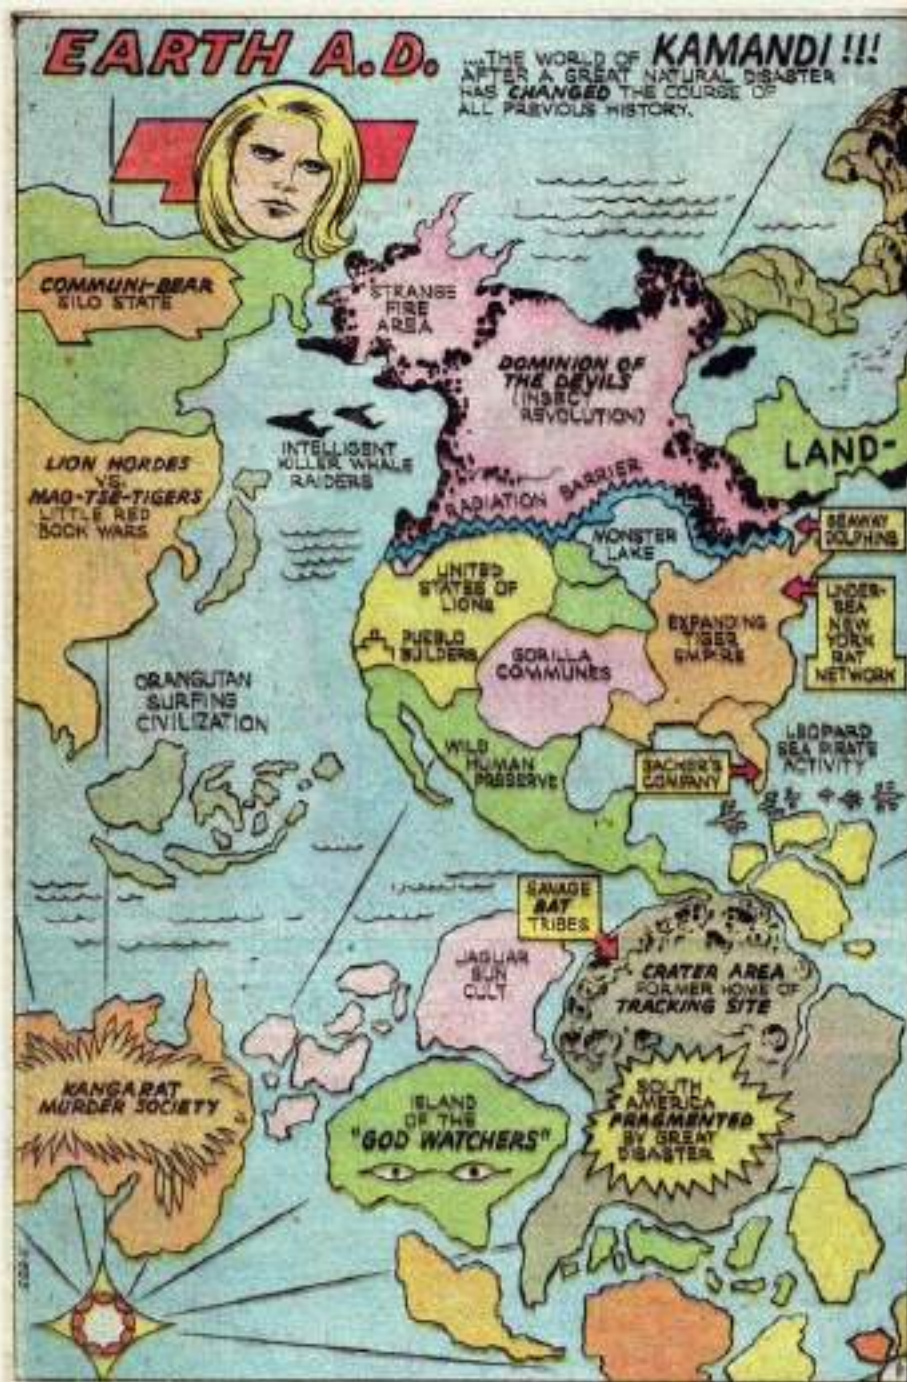 EARTH A.D.
...THE WORLD OF KAMANDI!!!
AFTER A GREAT NATURAL DISASTER
HAS CHANGED THE COURSE OF
ALL PREVIOUS HISTORY.
COMMUNI-BEAR
SILO STATE
STRANGE
FIRE
AREA
DOMINION OF
THE DEVILS
(INSECT
REVOLUTION)
LION HORDES
VS.
MAO-TSE-TIGERS
LITTLE RED
BOOK WARS
INTELLIGENT
KILLER WHALE
RAIDERS
LAND-
RADIATION BARRIER
SEAWAY
DOLPHINS
MONSTER
LAKE
UNITED
STATES OF
LIONS
UNDER-
SEA
NEW
YORK
RAT
NETWORK
EXPANDING
TIGER
EMPIRE
PUEBLO
BUILDERS
GORILLA
COMMUNES
ORANGUTAN
SURFING
CIVILIZATION
WILD
HUMAN
PRESERVE
SACKER'S
COMPANY
LEOPARD
SEA PIRATE
ACTIVITY
SAVAGE
BAT
TRIBES
JAGUAR
SUN
CULT
CRATER AREA
FORMER HOME OF
TRACKING SITE
KANGARAT
MURDER SOCIETY
ISLAND
OF THE
"GOD WATCHERS"
SOUTH
AMERICA
FRAGMENTED
BY GREAT
DISASTER